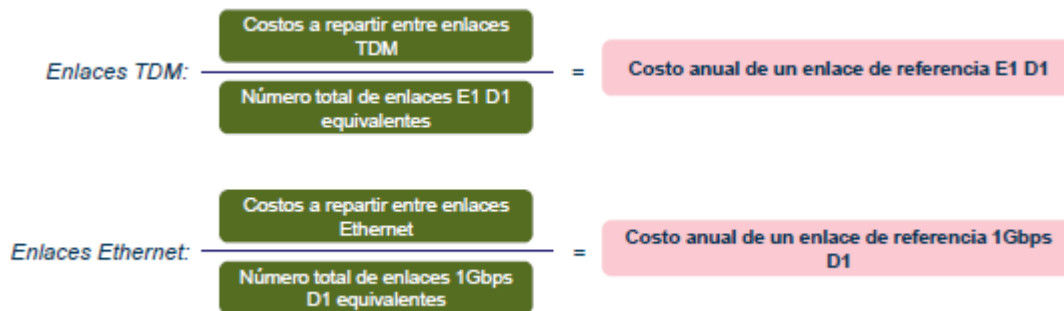 Costos a repartir entre enlaces
TDM
Enlaces TDM:
=
Costo anual de un enlace de referencia E1 D1
Número total de enlaces E1 D1
equivalentes
Costos a repartir entre enlaces
Ethernet
Enlaces Ethernet:
=
Costo anual de un enlace de referencia 1Gbps
D1
Número total de enlaces 1Gbps
D1 equivalentes